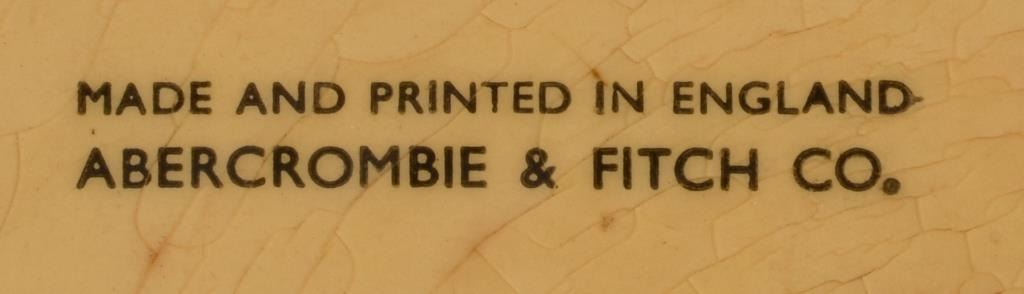 MADE AND PRINTED IN ENGLAND
ABERCROMBIE & FITCH CO.